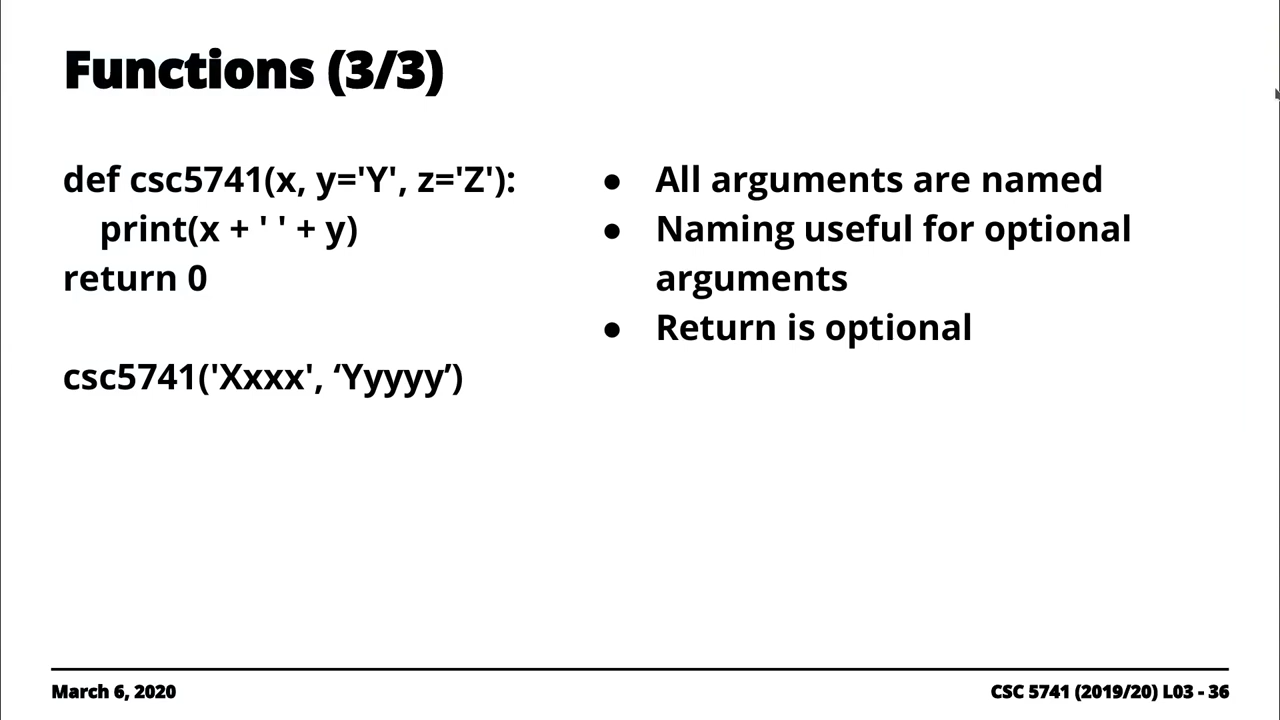 Functions (3/3)
def csc5741(x, y='Y', z='Z'):
    print(x + ' ' + y)
return 0
csc5741('Xxxx', ‘Yyyyy’)
● All arguments are named
● Naming useful for optional
arguments
● Return is optional
March 6, 2020
CSC 5741 (2019/20) L03 - 36